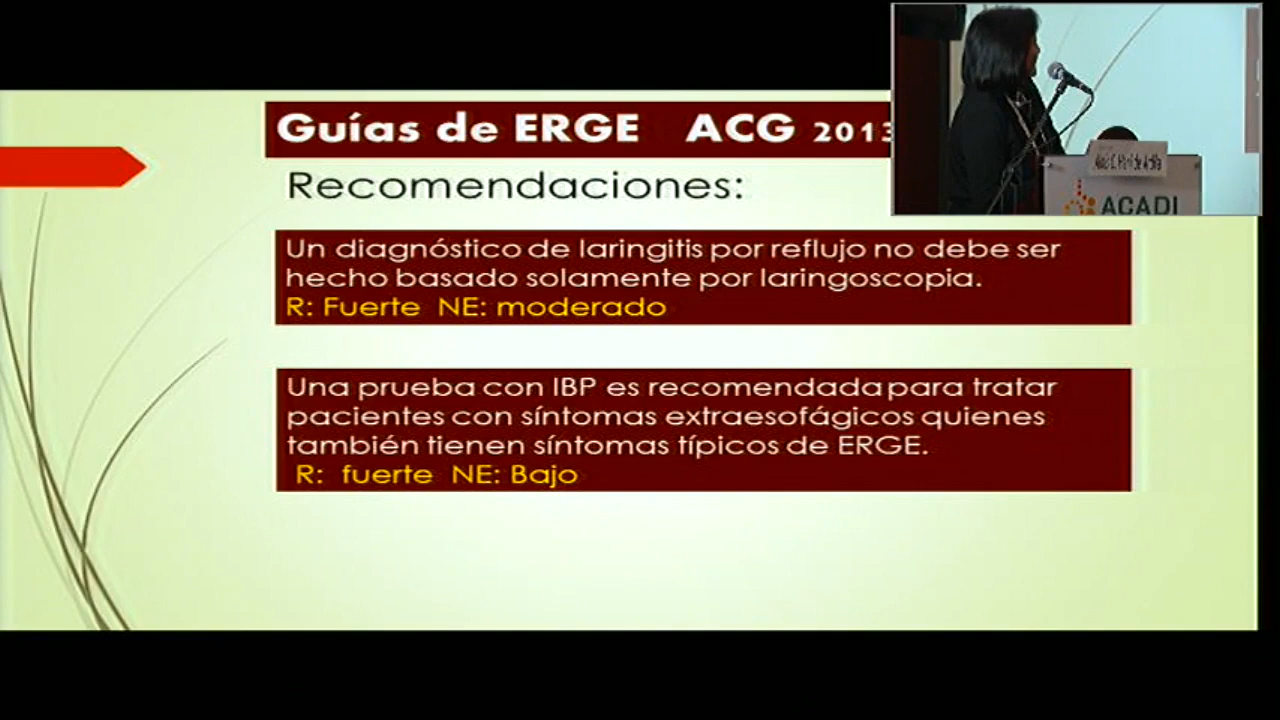 Guías de ERGE ACG 2013
Recomendaciones:
Un diagnóstico de laringitis por reflujo no debe ser
hecho basado solamente por laringoscopia.
R: Fuerte NE: moderado
Una prueba con IBP es recomendada para tratar
pacientes con síntomas extraesofágicos quienes
también tienen síntomas típicos de ERGE.
R: fuerte NE: Bajo
ACADI